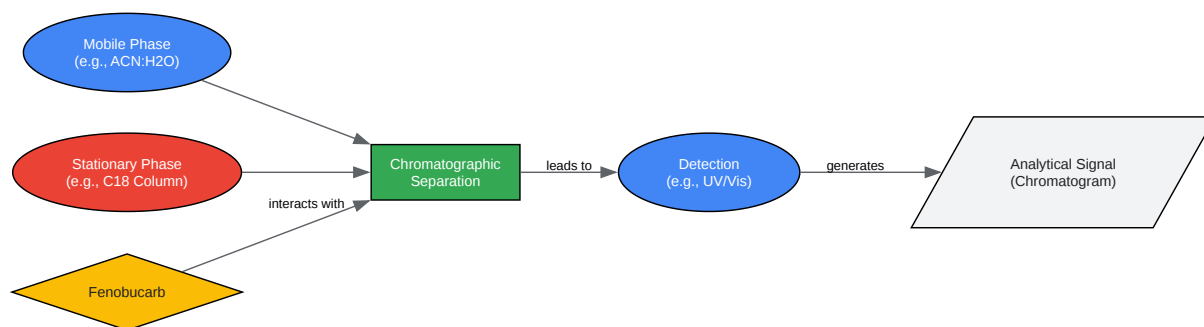 Mobile Phase
(e.g., ACN:H2O)
Stationary Phase
(e.g., C18 Column)
interacts with
Fenobucarb
Chromatographic
Separation
leads to
Detection
(e.g., UV/Vis)
generates
Analytical Signal
(Chromatogram)